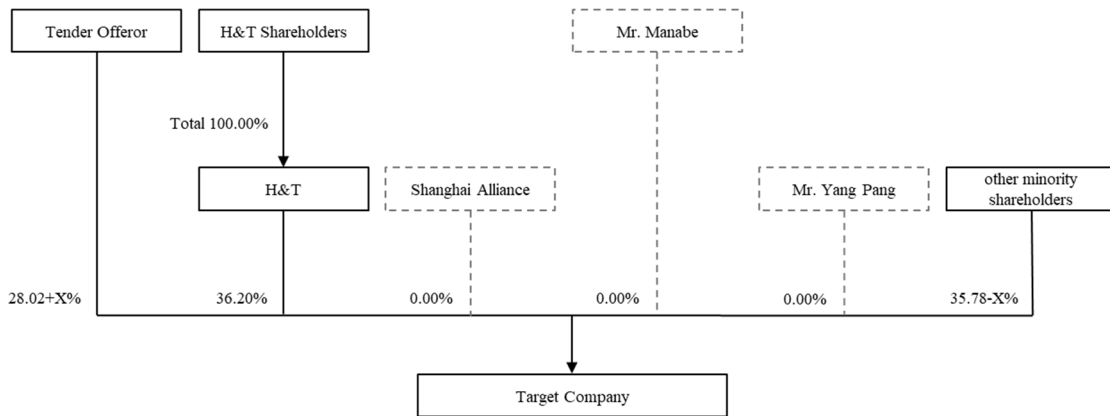 Tender Offeror
H&T Shareholders
Mr. Manabe
Total 100.00%
H&T
Shanghai Alliance
Mr. Yang Pang
other minority
shareholders
28.02+X%
36.20%
0.00%
0.00%
0.00%
35.78-X%
Target Company